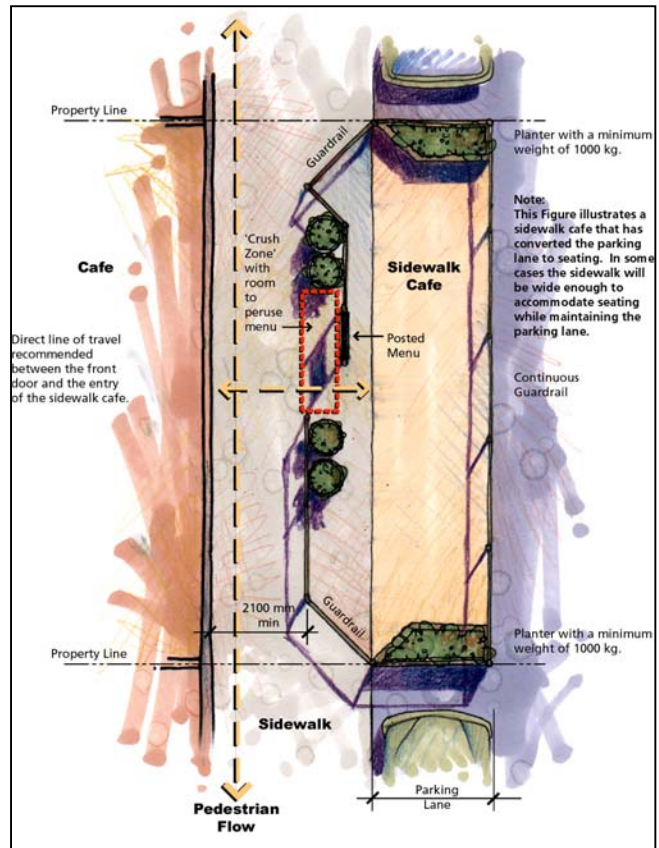 Property Line
Guardrail
Planter with a minimum
weight of 1000 kg.
Note:
This Figure illustrates a
sidewalk cafe that has
converted the parking
lane to seating. In some
cases the sidewalk will
be wide enough to
accommodate seating
while maintaining the
parking lane.
'Crush
Zone'
with
room
to
peruse
menu
Cafe
Sidewalk
Cafe
Posted
Menu
Direct line of travel
recommended
between the front
door and the entry
of the sidewalk cafe.
Continuous
Guardrail
2100 mm
min
Guardrail
Property Line
Planter with a minimum
weight of 1000 kg.
Sidewalk
Parking
Lane
Pedestrian
Flow